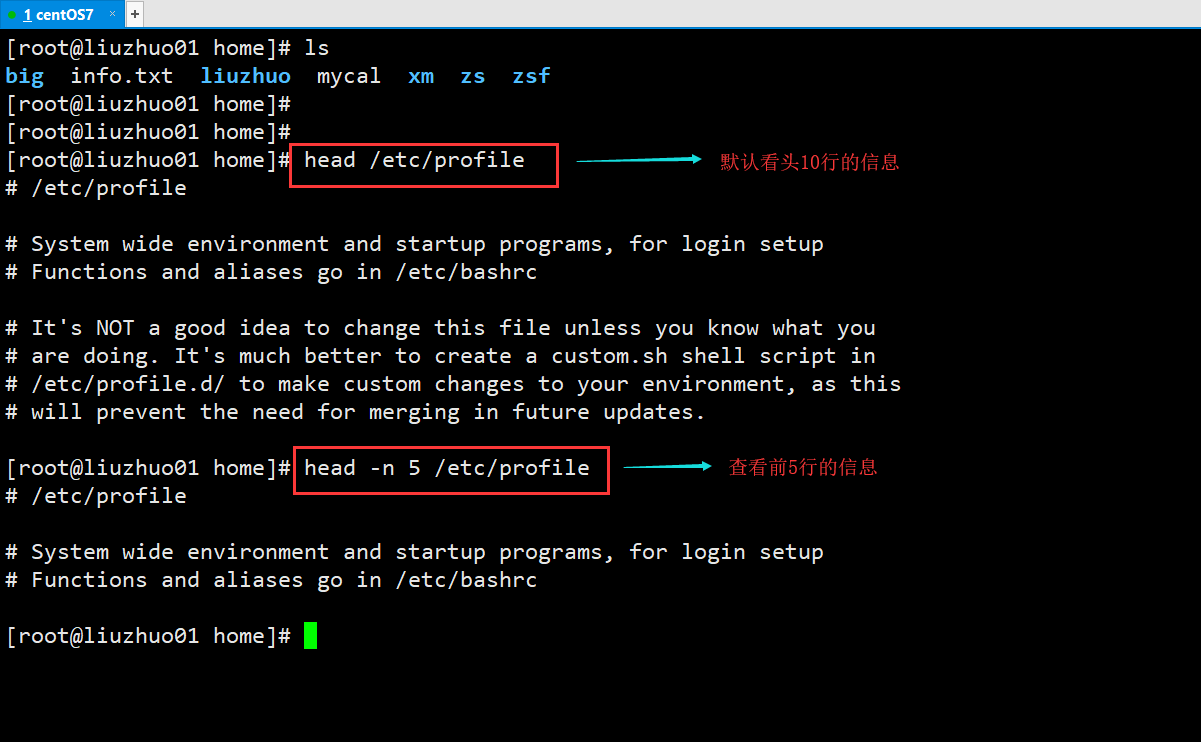 1 centOS7 × +
[root@liuzhuo01 home]# ls
big info.txt liuzhuo mycal xm zs zsf
[root@liuzhuo01 home]#
[root@liuzhuo01 home]#
[root@liuzhuo01 home]# head /etc/profile 默认看头10行的信息
# /etc/profile
# System wide environment and startup programs, for login setup
# Functions and aliases go in /etc/bashrc
# It's NOT a good idea to change this file unless you know what you
# are doing. It's much better to create a custom.sh shell script in
# /etc/profile.d/ to make custom changes to your environment, as this
# will prevent the need for merging in future updates.
[root@liuzhuo01 home]# head -n 5 /etc/profile 查看前5行的信息
# /etc/profile
# System wide environment and startup programs, for login setup
# Functions and aliases go in /etc/bashrc
[root@liuzhuo01 home]#